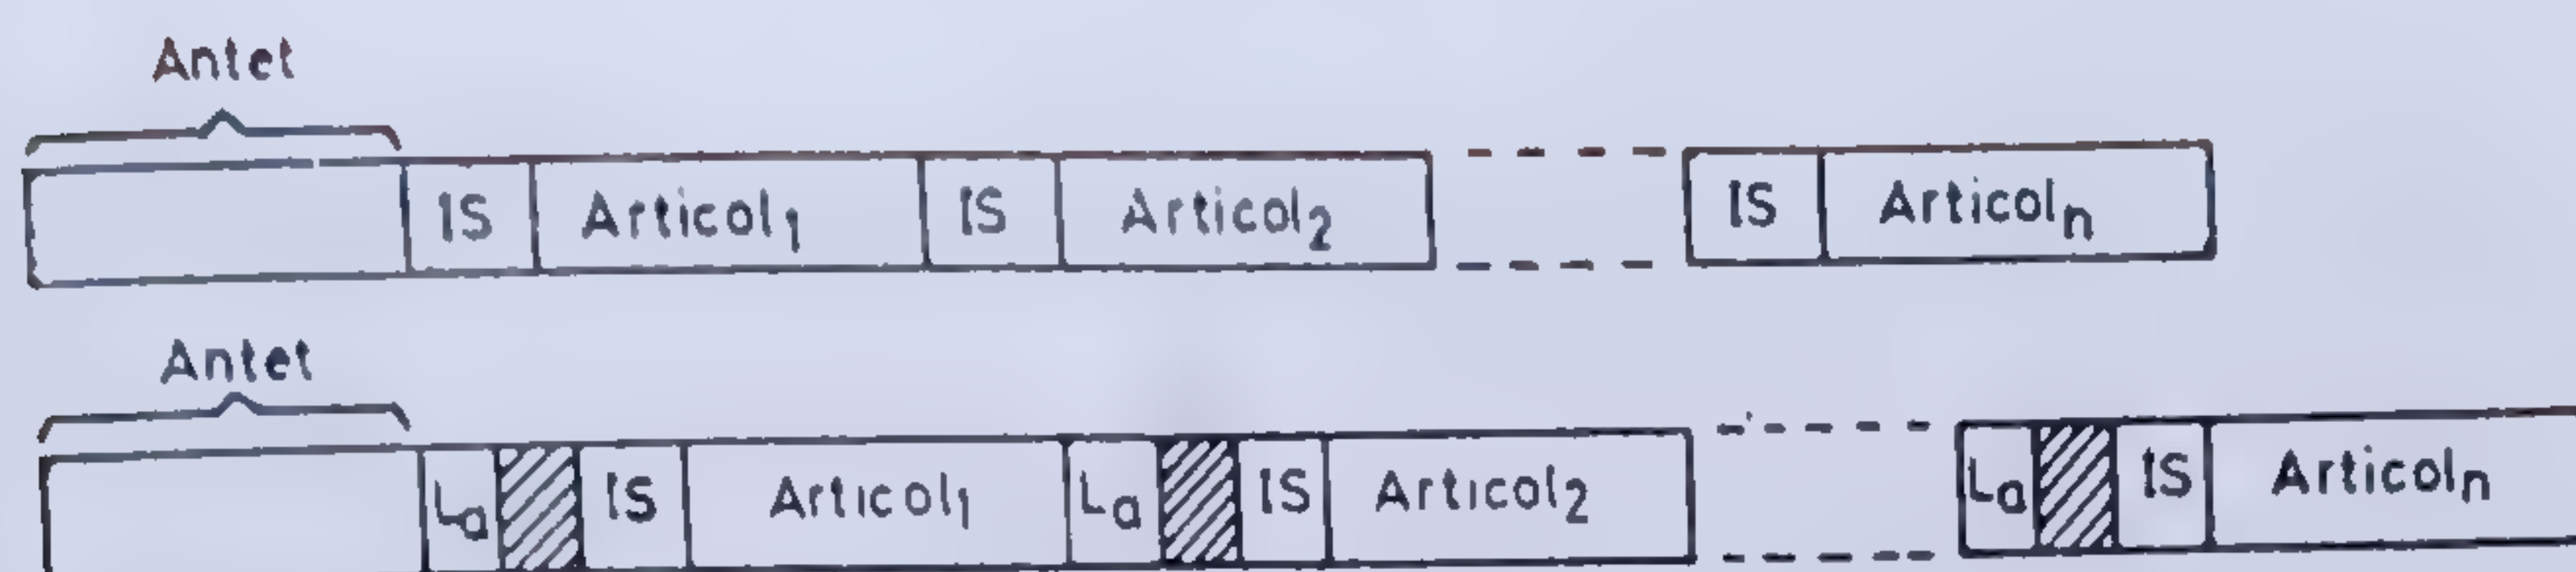 Antet
IS Articol1 IS Articol2 IS Articoln
Antet
La IS Articol1 La IS Articol2 La IS Articoln